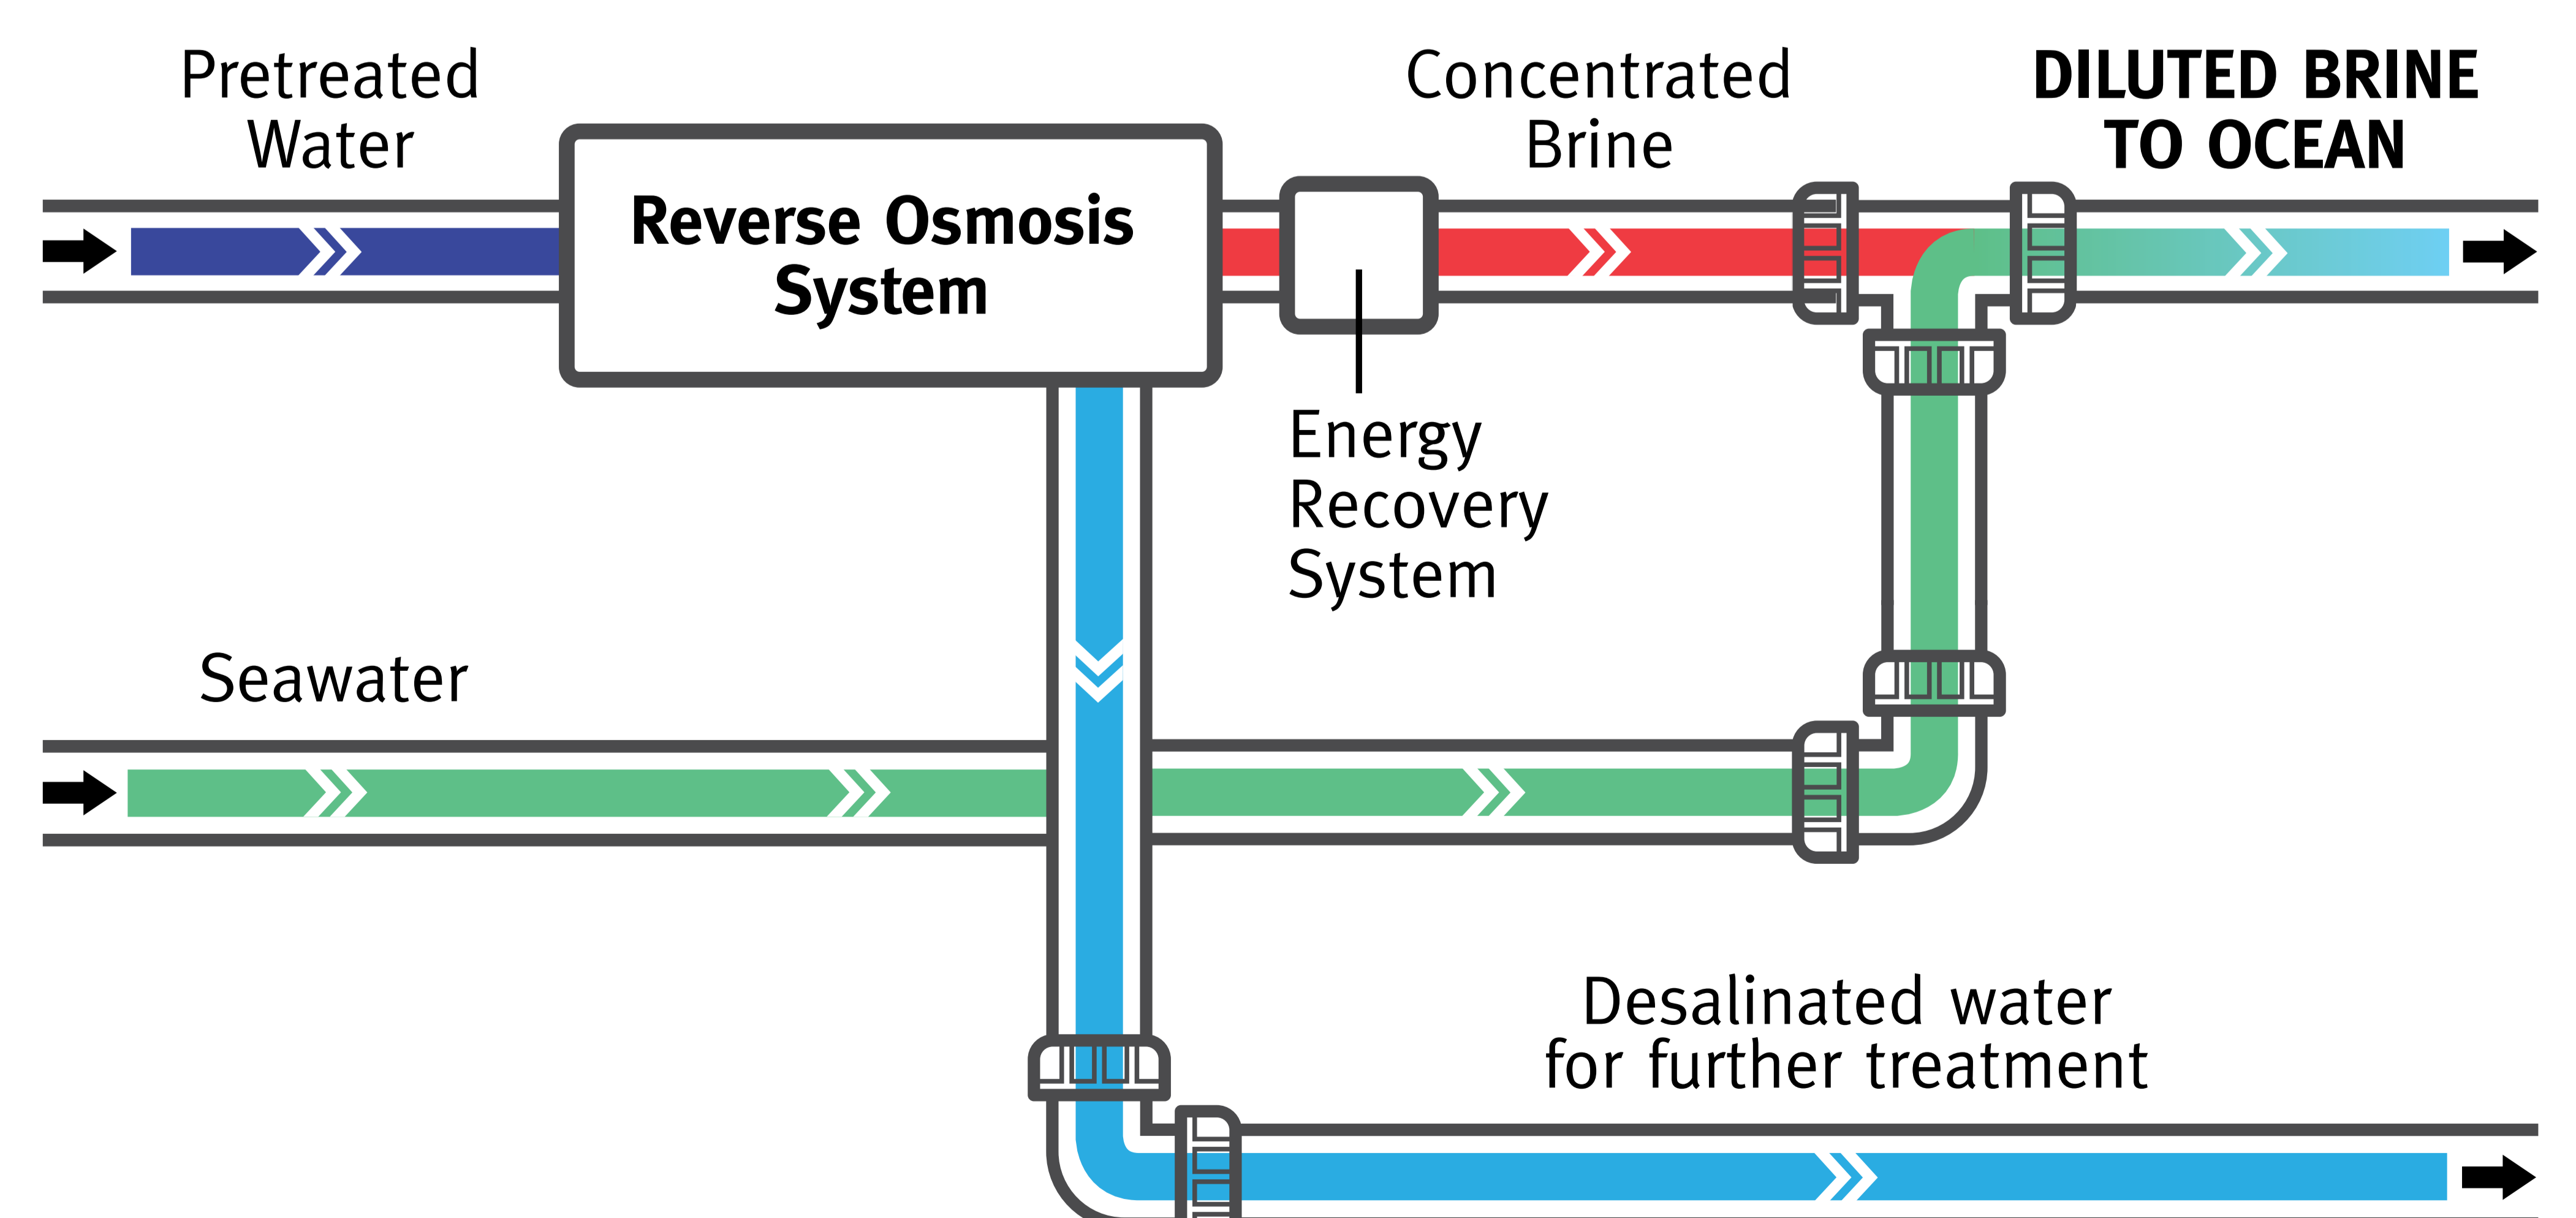 Pretreated
Water
Reverse Osmosis
System
Concentrated
Brine
DILUTED BRINE
TO OCEAN
Energy
Recovery
System
Seawater
Desalinated water
for further treatment